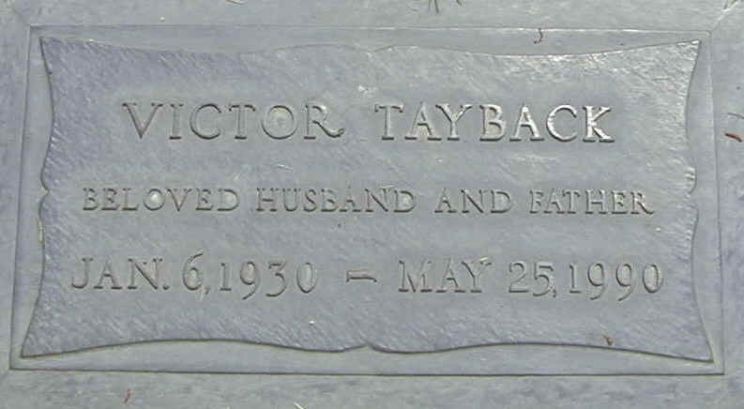 VICTOR TAYBACK
BELOVED HUSBAND AND FATHER
JAN. 6, 1930 – MAY 25, 1990